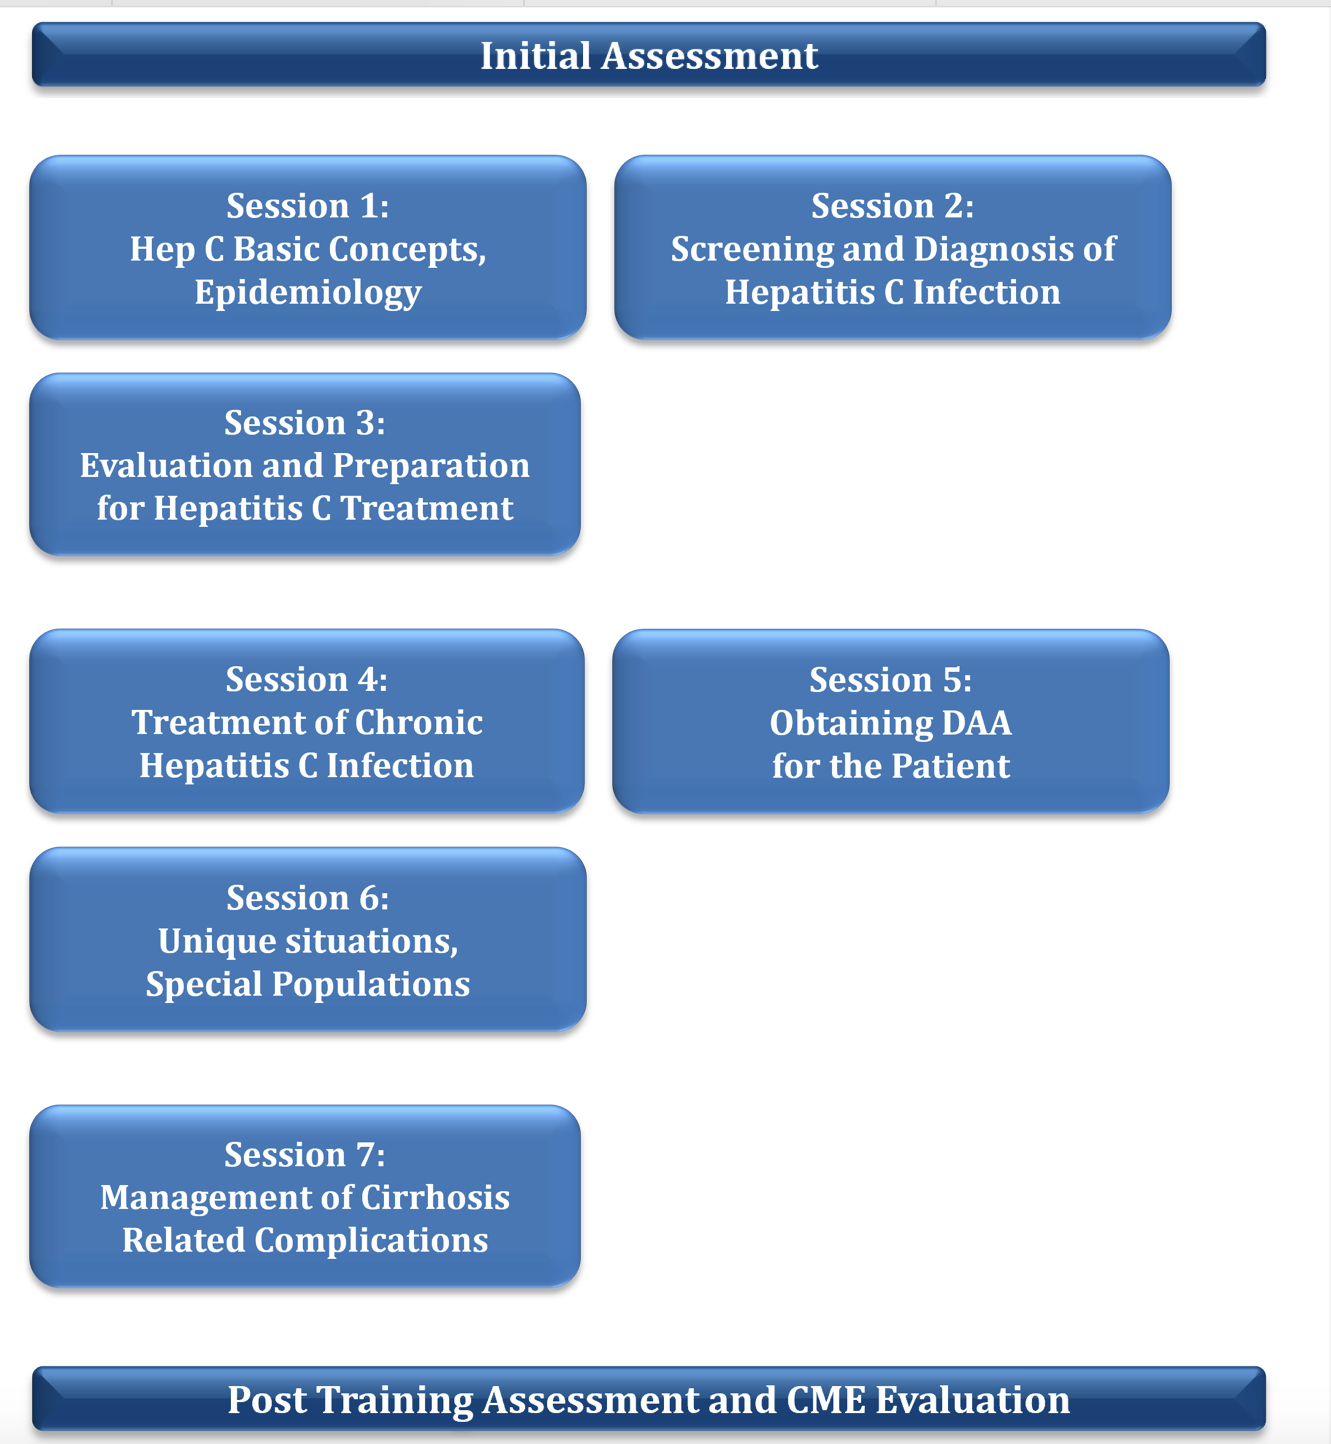 Initial Assessment
Session 1:
Hep C Basic Concepts,
Epidemiology
Session 2:
Screening and Diagnosis of
Hepatitis C Infection
Session 3:
Evaluation and Preparation
for Hepatitis C Treatment
Session 4:
Treatment of Chronic
Hepatitis C Infection
Session 5:
Obtaining DAA
for the Patient
Session 6:
Unique situations,
Special Populations
Session 7:
Management of Cirrhosis
Related Complications
Post Training Assessment and CME Evaluation